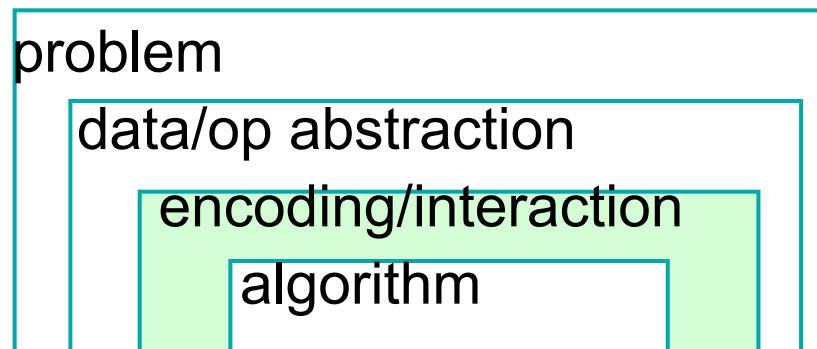 problem
data/op abstraction
encoding/interaction
algorithm